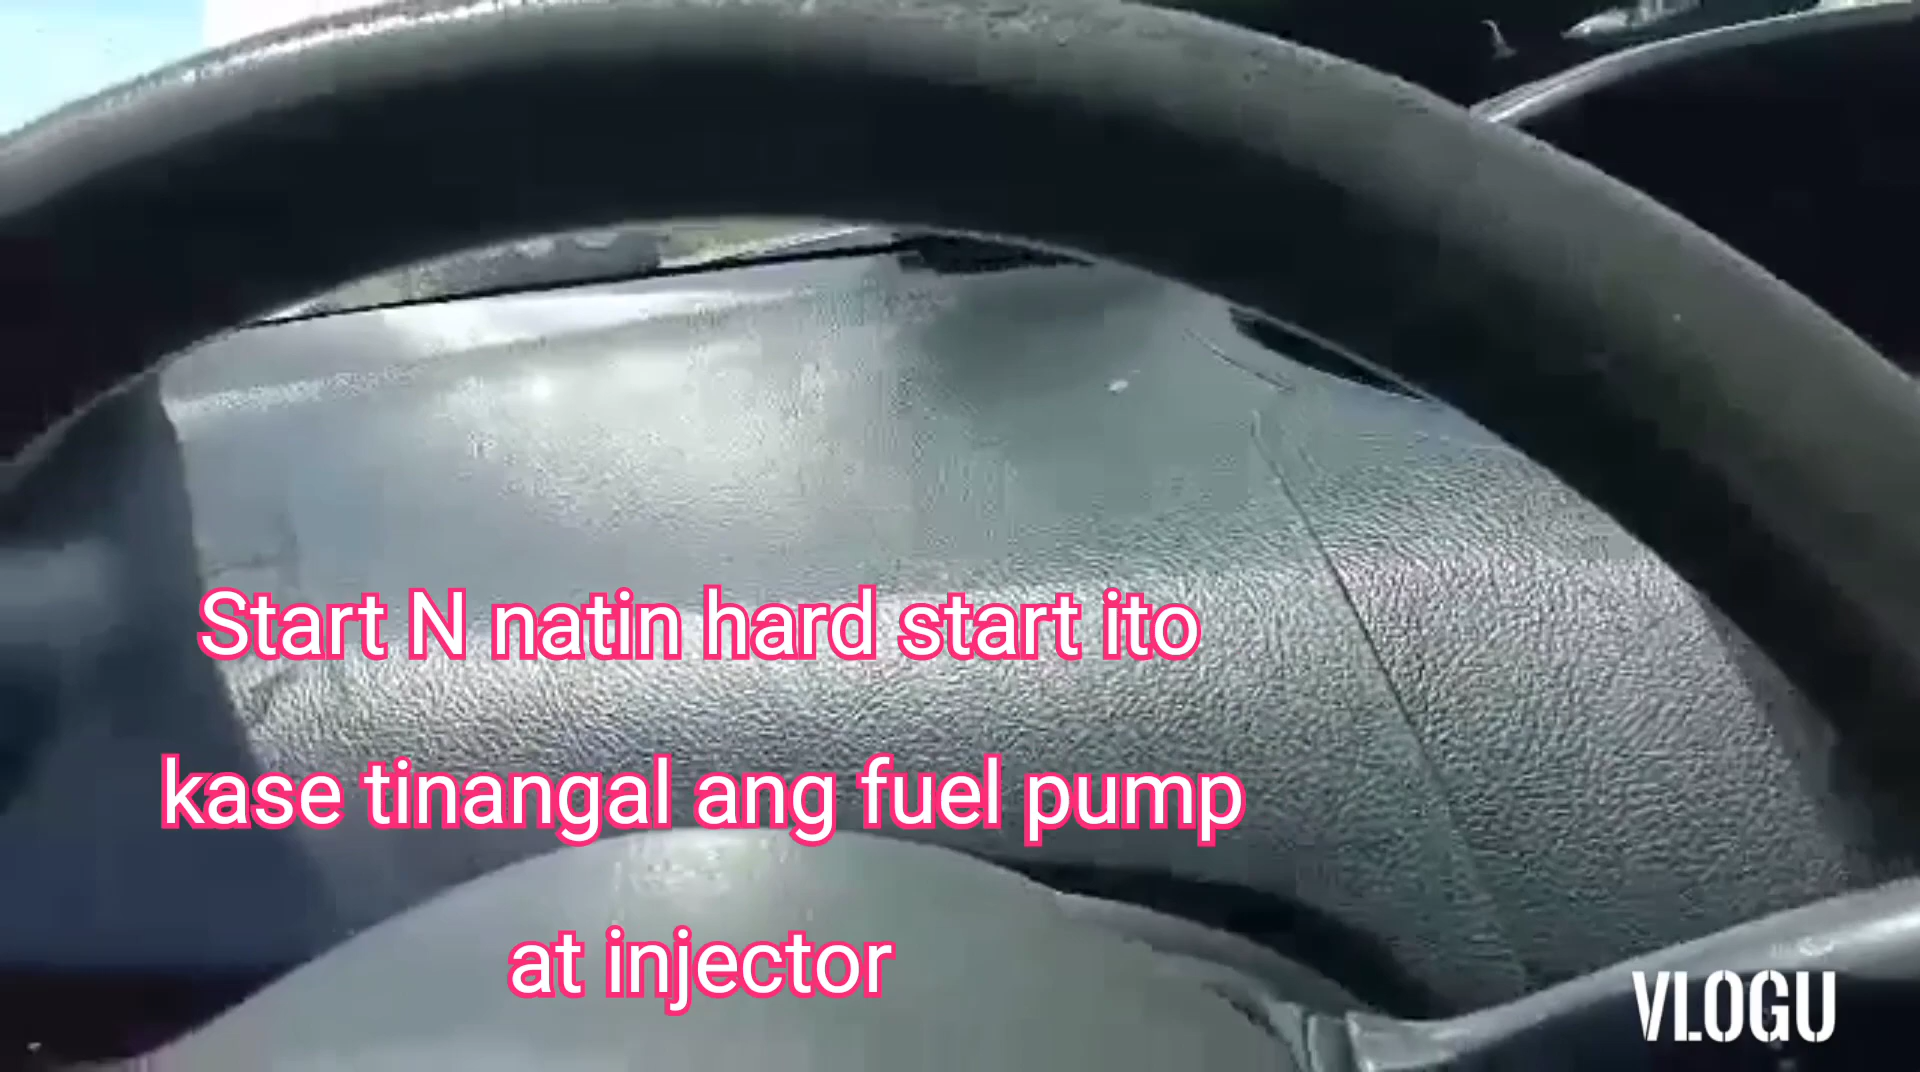 Start N natin hard start ito
kase tinangal ang fuel pump
at injector
VLOGU